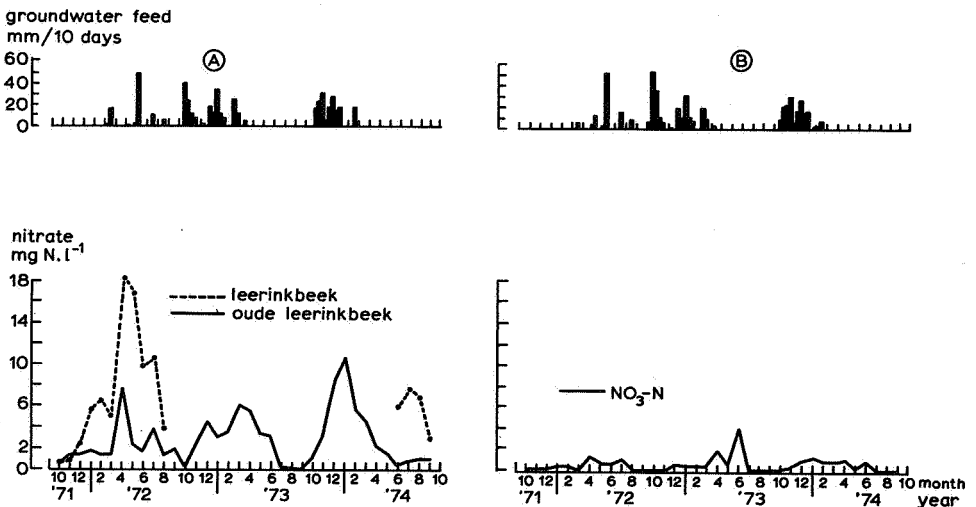 groundwater feed
mm/10 days
60
40
20
0
A
B
nitrate
mg N.l⁻¹
18
14
10
6
2
0
leerinkbeek
oude leerinkbeek
NO₃-N
10 12 2 4 6 8 10 12 2 4 6 8 10 12 2 4 6 8 10
'71 '72 '73 '74
10 12 2 4 6 8 10 12 2 4 6 8 10 12 2 4 6 8 10 month
'71 '72 '73 '74 year